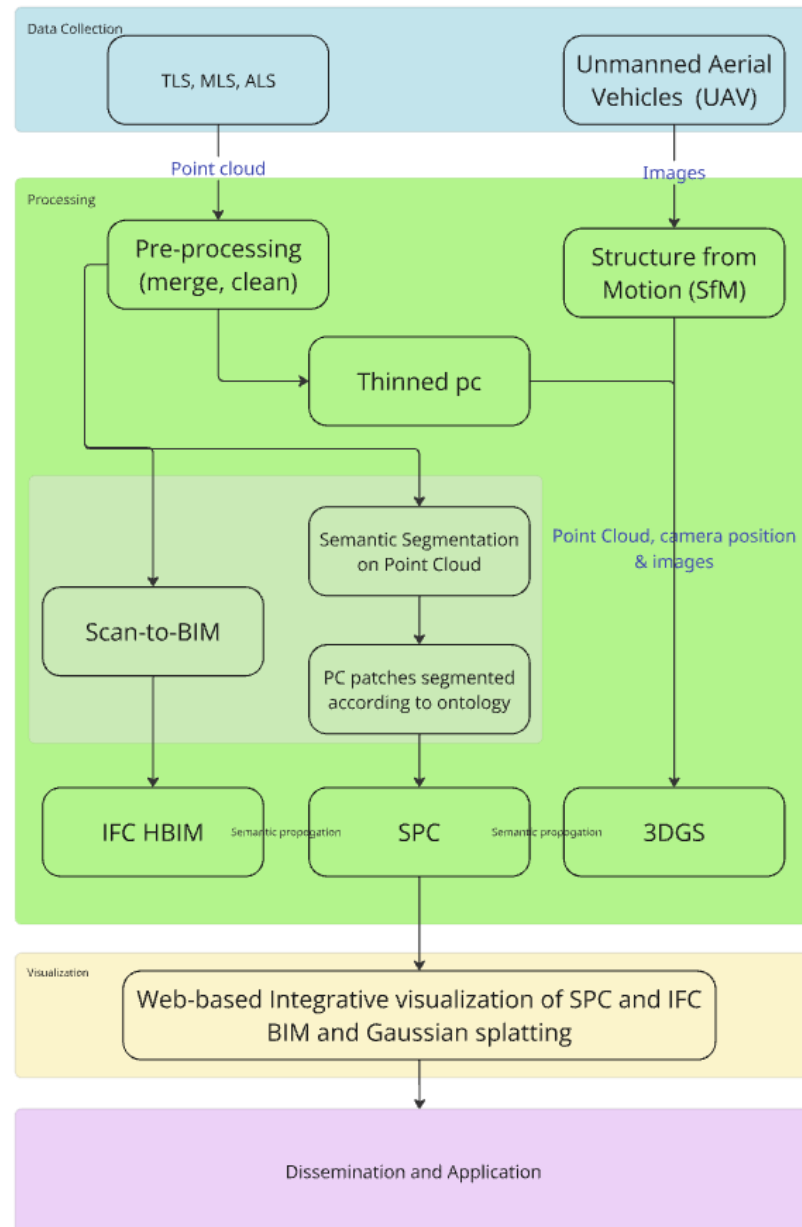 Data Collection
TLS, MLS, ALS
Unmanned Aerial
Vehicles (UAV)
Point cloud
Images
Processing
Pre-processing
(merge, clean)
Structure from
Motion (SfM)
Thinned pc
Semantic Segmentation
on Point Cloud
Point Cloud, camera position
& images
Scan-to-BIM
PC patches segmented
according to ontology
IFC HBIM
Semantic propogation
SPC
Semantic propogation
3DGS
Visualization
Web-based Integrative visualization of SPC and IFC
BIM and Gaussian splatting
Dissemination and Application